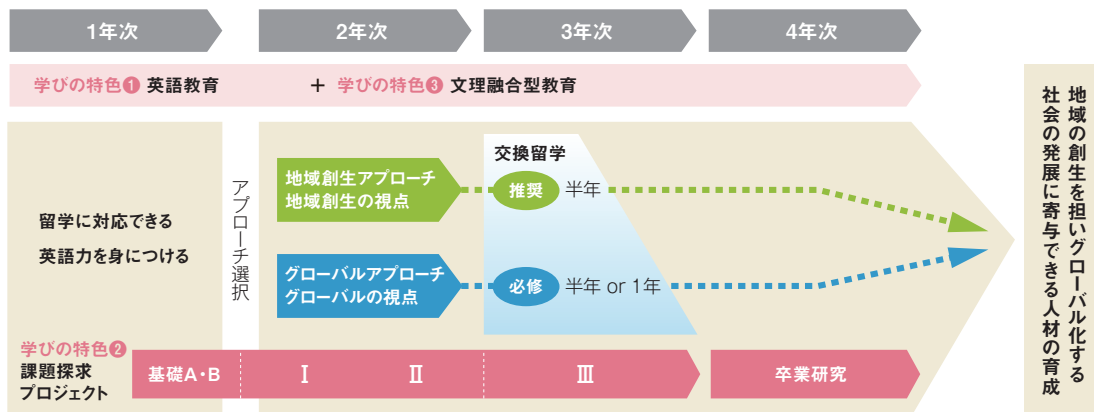 1年次
2年次
3年次
4年次
学びの特色❶ 英語教育 + 学びの特色❸ 文理融合型教育
留学に対応できる
英語力を身につける
アプローチ選択
地域創生アプローチ
地域創生の視点
グローバルアプローチ
グローバルの視点
交換留学
推奨 半年
必修 半年 or 1年
学びの特色❷
課題探求
プロジェクト
基礎A・B
Ⅰ
Ⅱ
Ⅲ
卒業研究
地域の創生を担いグローバル化する
社会の発展に寄与できる人材の育成